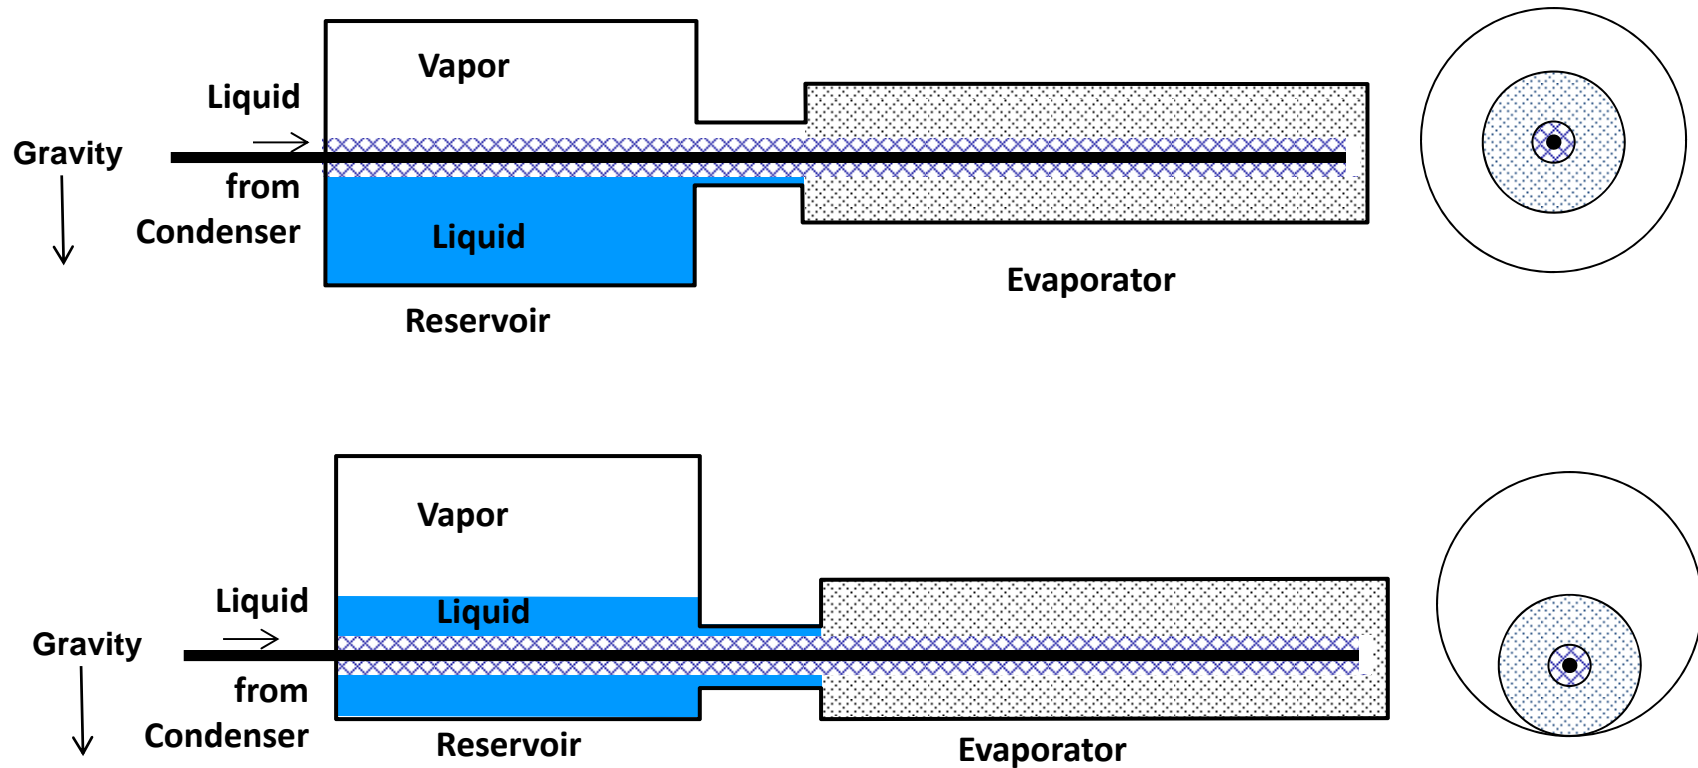 Vapor
Liquid
Gravity
from
Condenser
Liquid
Evaporator
Reservoir
Vapor
Liquid
Liquid
Gravity
from
Condenser
Reservoir
Evaporator